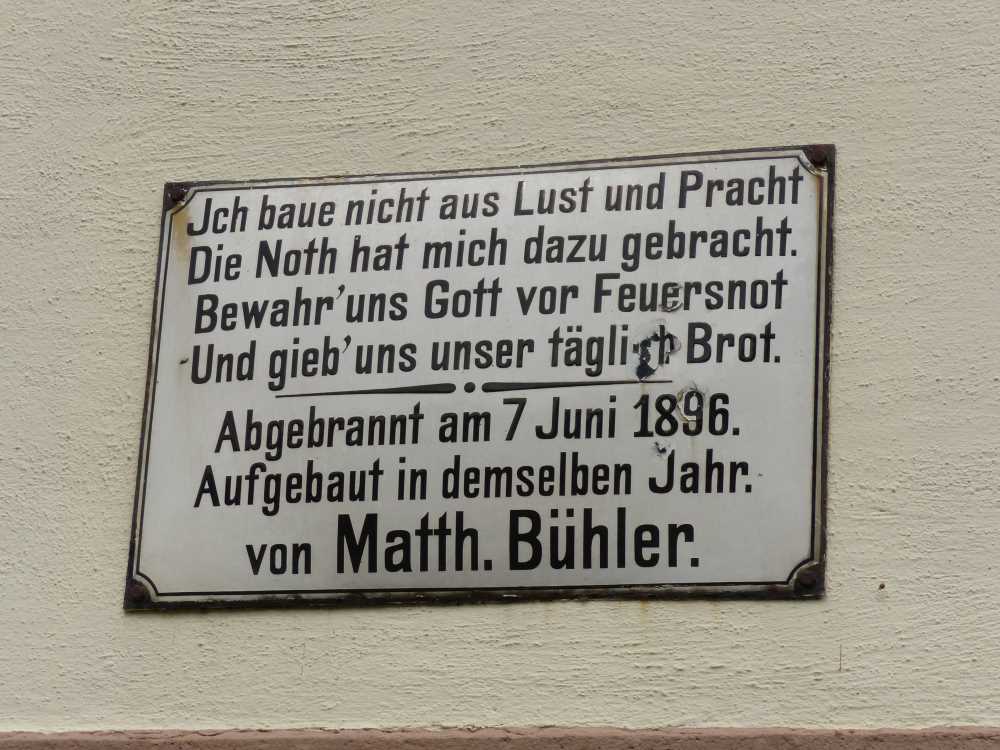 Jch baue nicht aus Lust und Pracht
Die Noth hat mich dazu gebracht.
Bewahr' uns Gott vor Feuersnot
Und gieb' uns unser täglich Brot.
Abgebrannt am 7 Juni 1896.
Aufgebaut in demselben Jahr.
von Matth. Bühler.